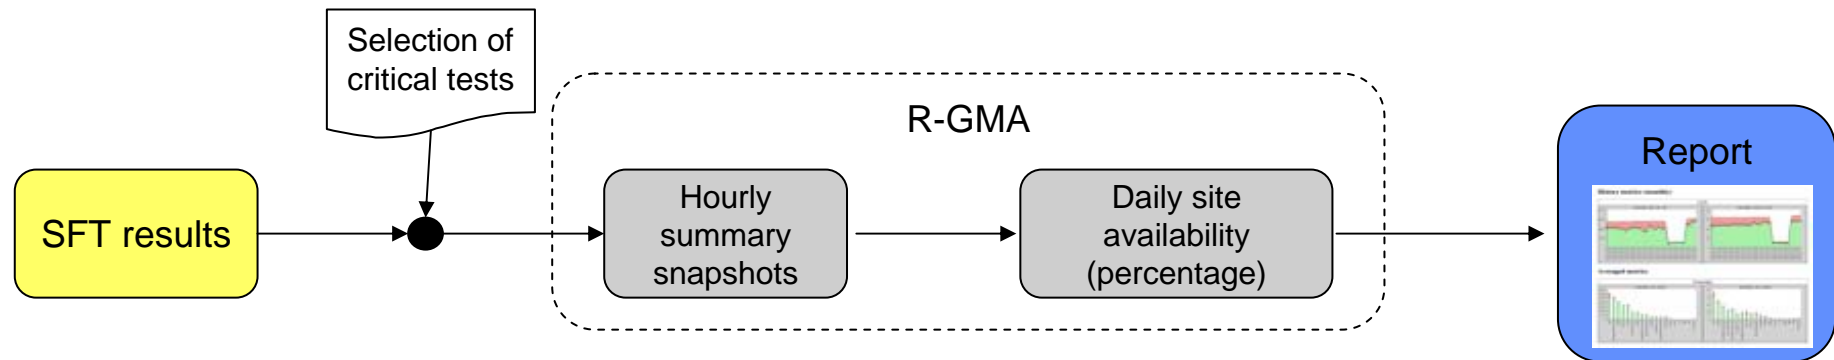 Selection of
critical tests
R-GMA
SFT results
Hourly
summary
snapshots
Daily site
availability
(percentage)
Report